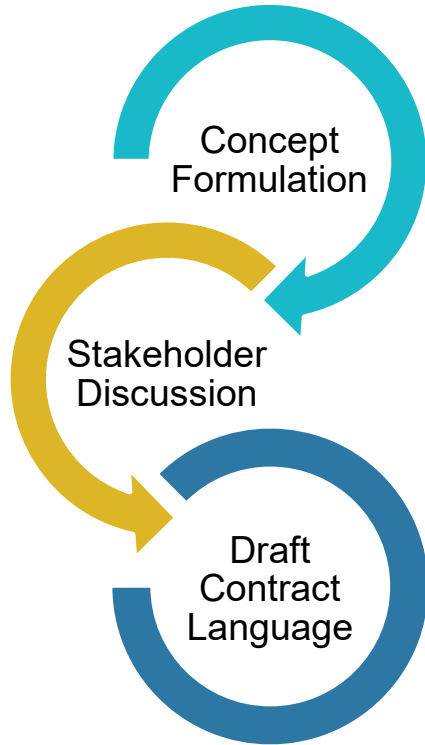 Concept
Formulation
Stakeholder
Discussion
Draft
Contract
Language